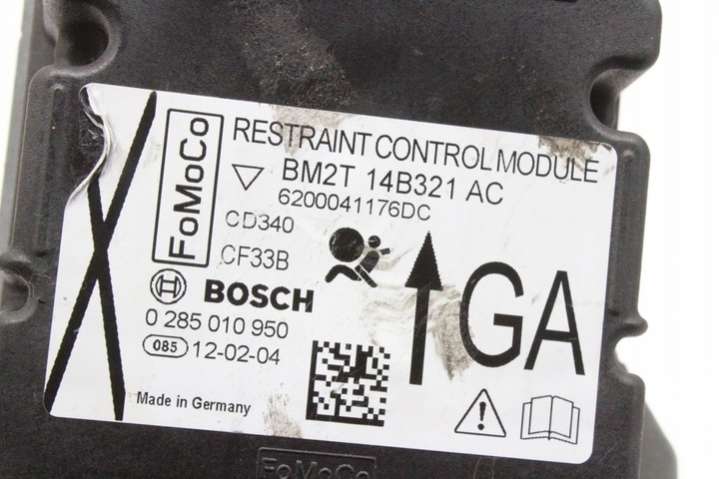 FoMoCo
RESTRAINT CONTROL MODULE
BM2T 14B321 AC
6200041176DC
CD340
CF33B
BOSCH
0 285 010 950
085 12-02-04
GA
Made in Germany
FoMoCo